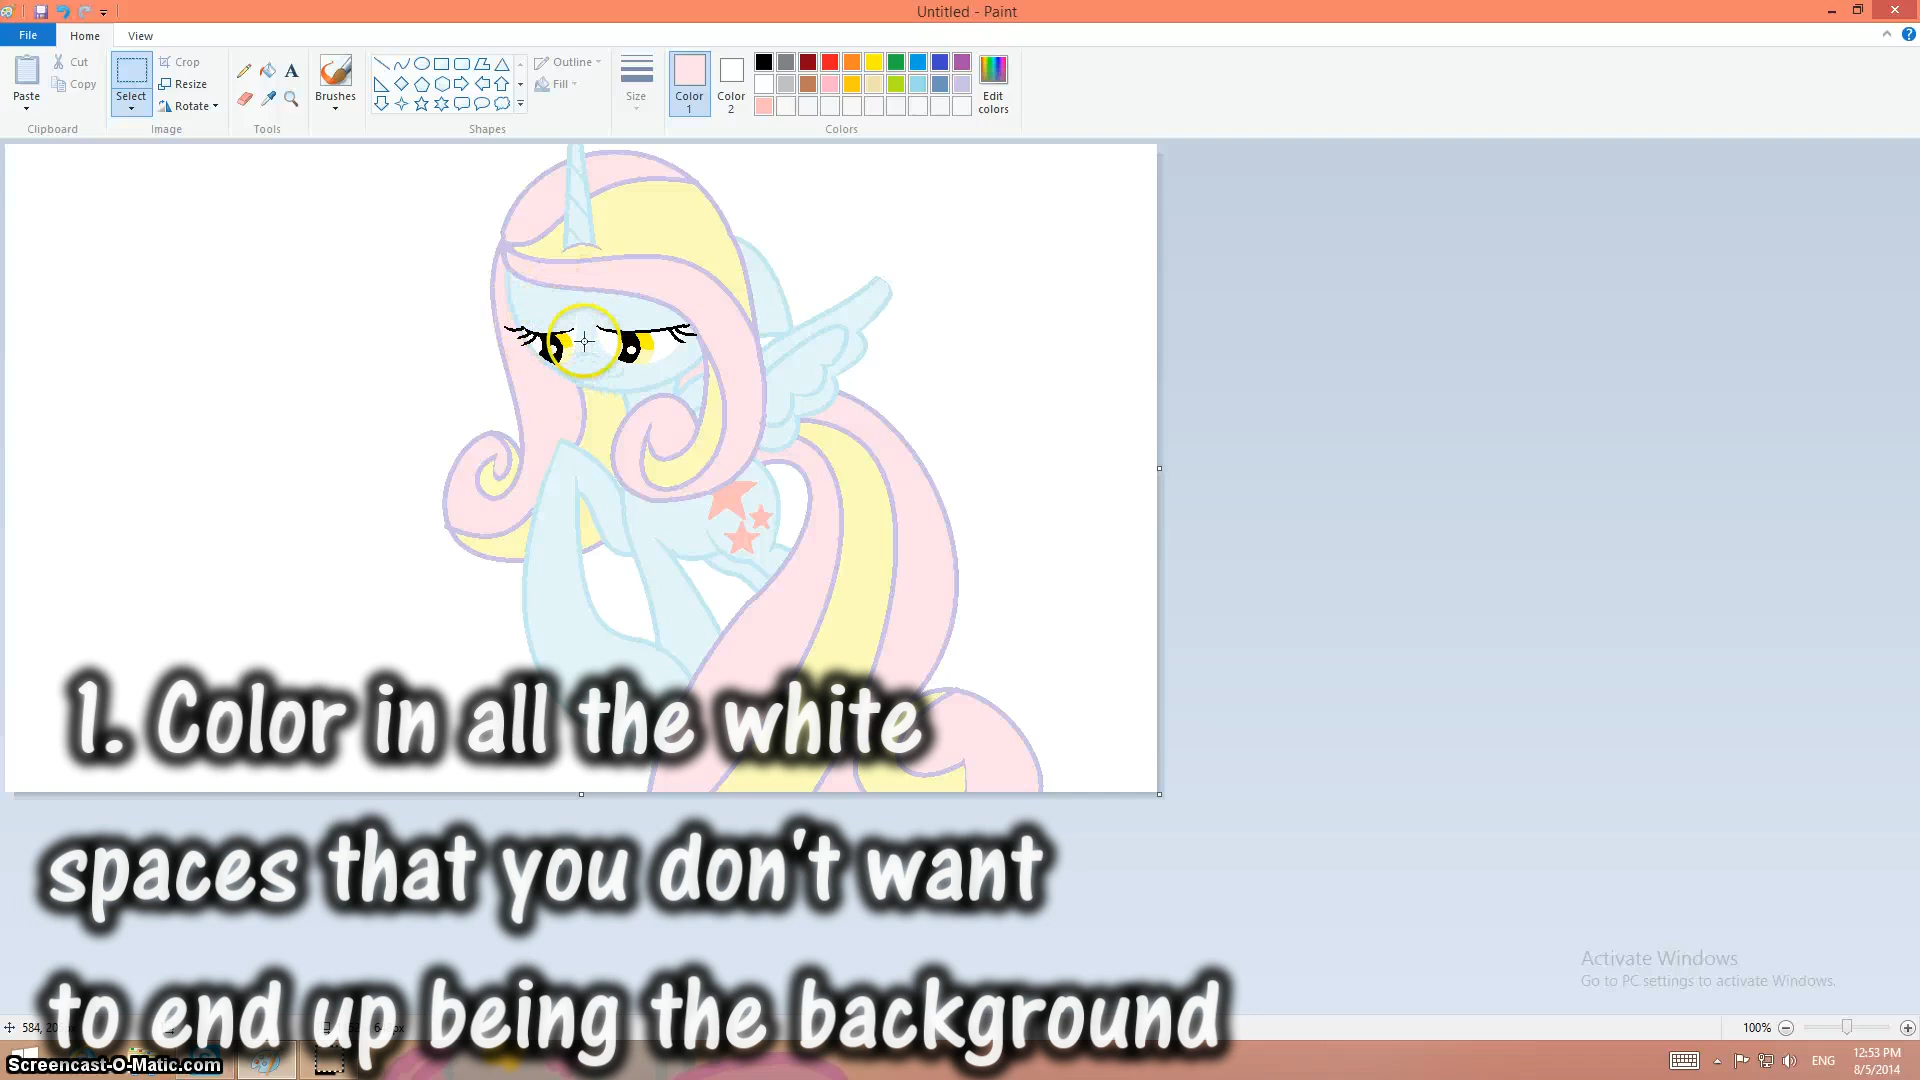 Untitled - Paint
File Home View
Paste
Cut
Copy
Clipboard
Select
Crop
Resize
Rotate
Image
Tools
Brushes
Shapes
Outline
Fill
Size
Color 1
Color 2
Edit colors
Colors
1. Color in all the white
spaces that you don't want
to end up being the background
Activate Windows
Go to PC settings to activate Windows.
100%
Screencast-O-Matic.com
ENG
12:53 PM
8/5/2014